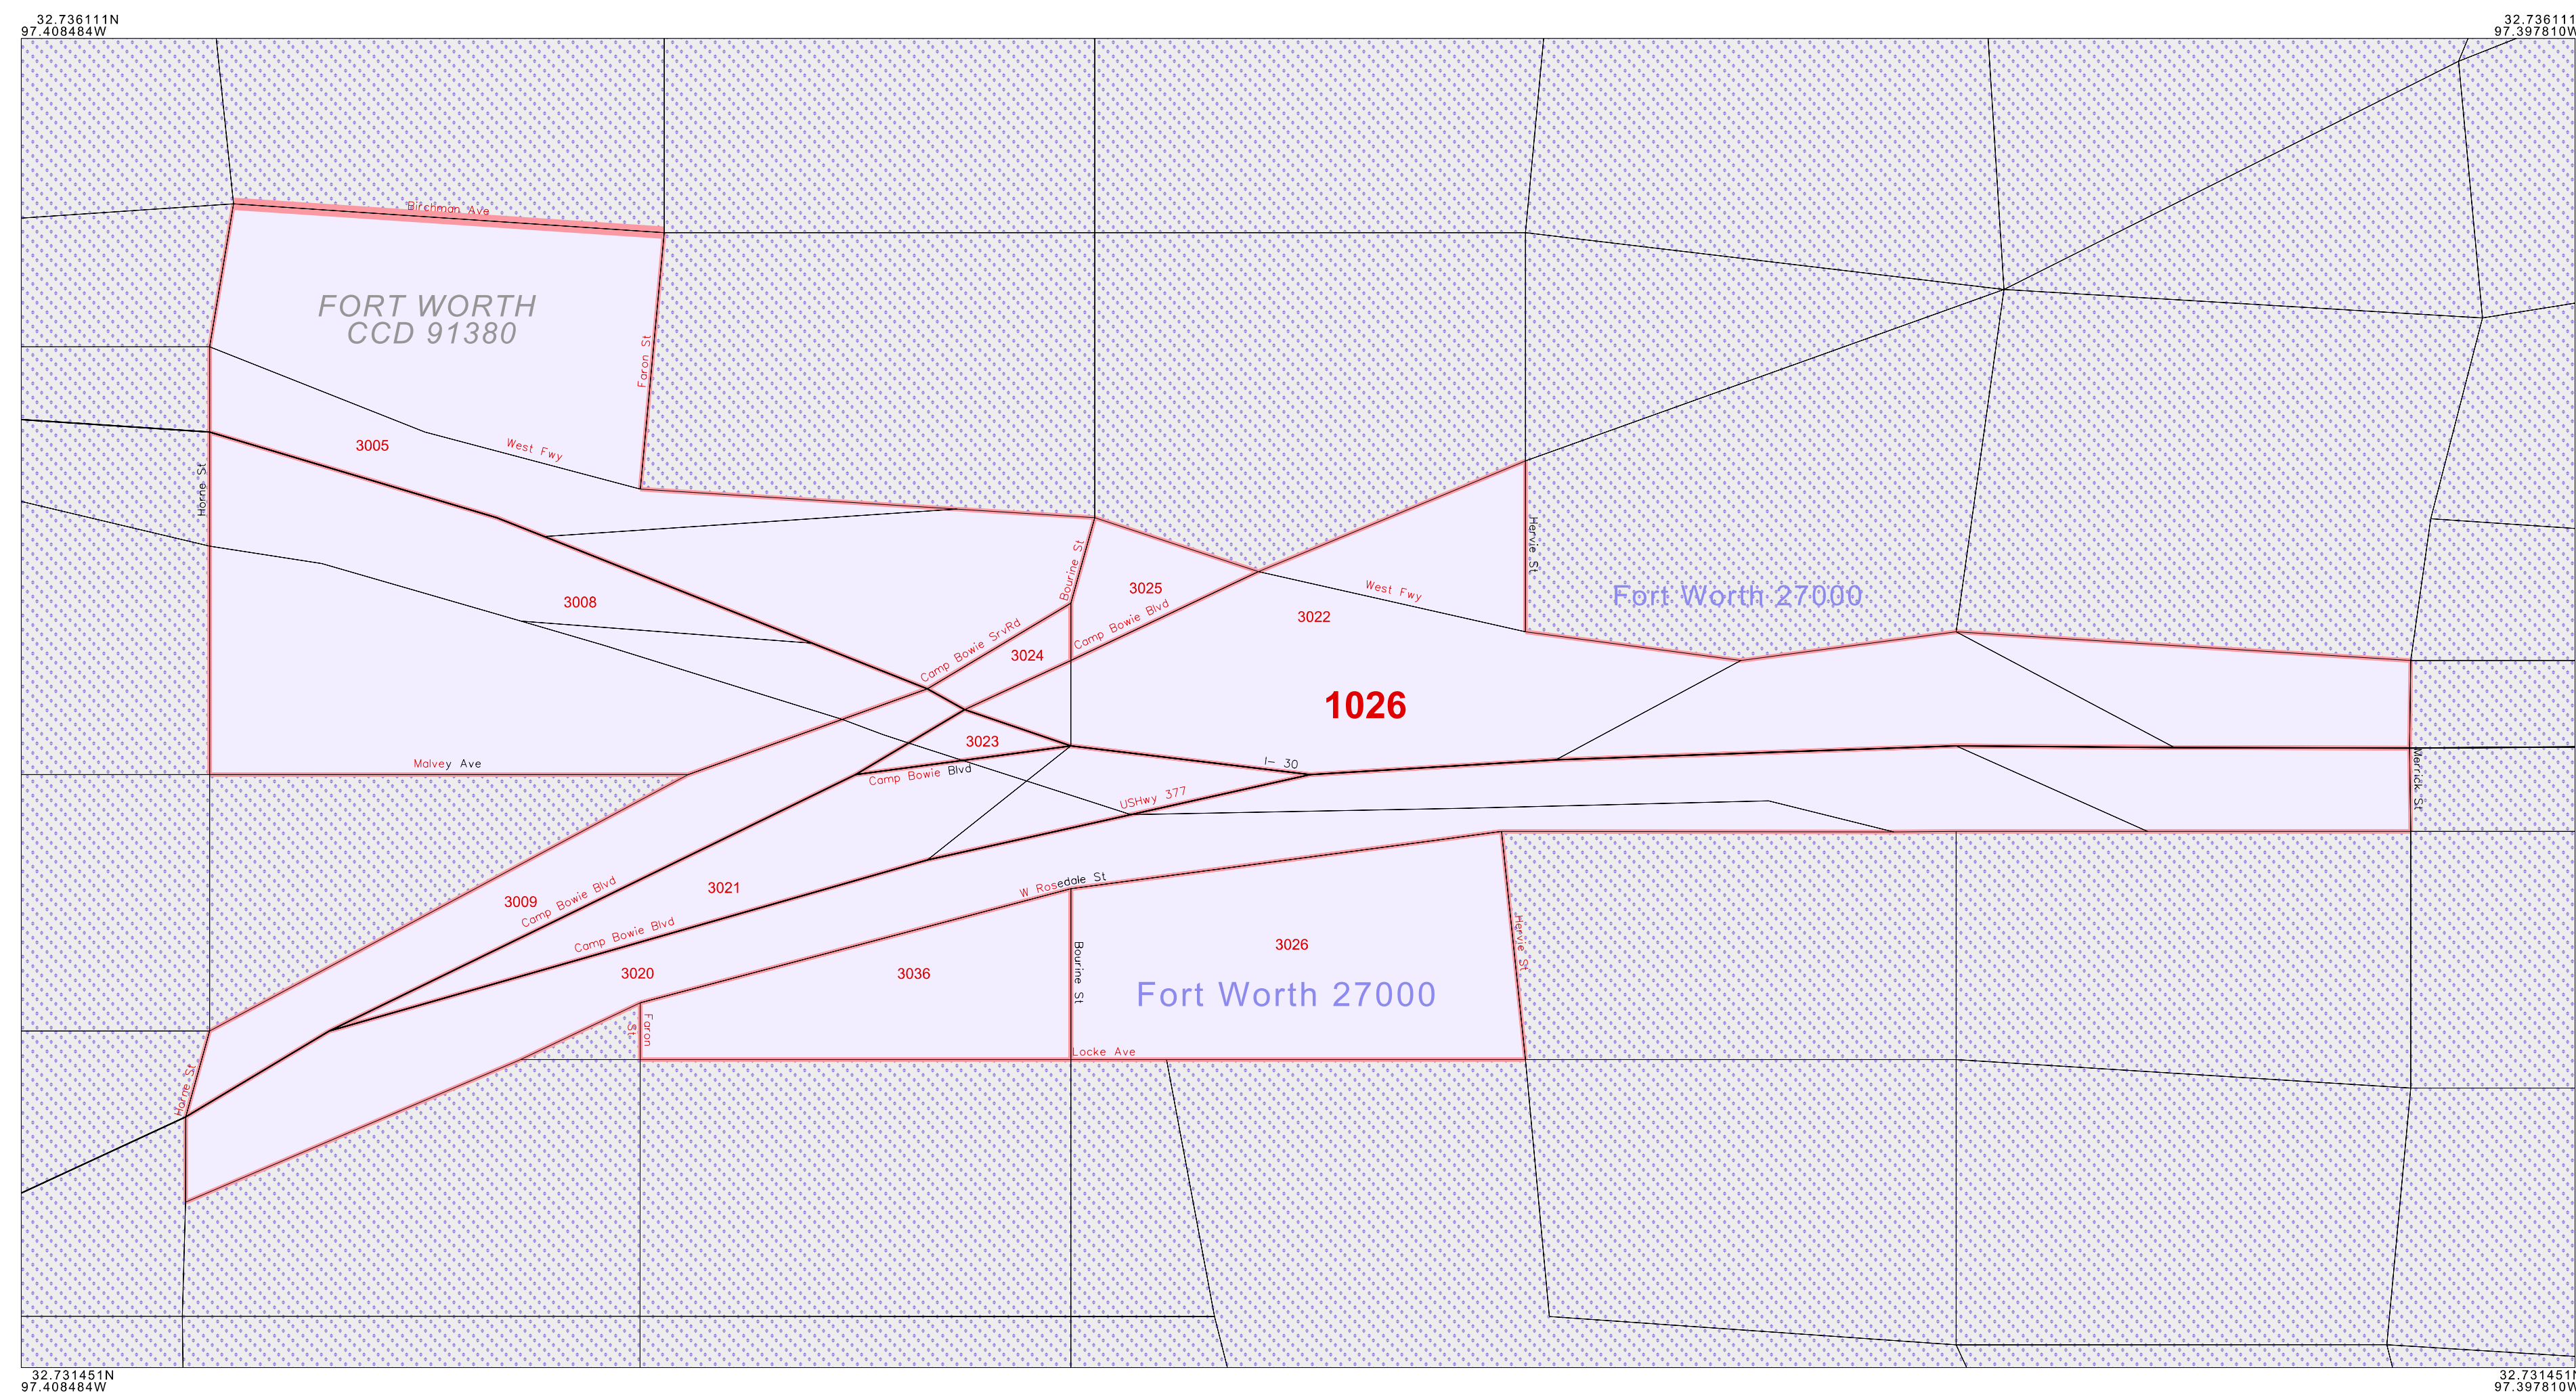 32.736111N
97.408484W
32.736111N
97.397810W
Birchman Ave
FORT WORTH
CCD 91380
Faron St
3005
West Fwy
Horne St
Hervie St
Bourine St
3008
3025
West Fwy
Fort Worth 27000
3022
Camp Bowie Blvd
Camp Bowie SrvRd
3024
1026
3023
Malvey Ave
I- 30
Camp Bowie Blvd
USHwy 377
Merrick St
3021
3009
Camp Bowie Blvd
W Rosedale St
Camp Bowie Blvd
3026
Hervie St
3020
3036
Bourine St
Fort Worth 27000
Faron
St
Locke Ave
Horne St
32.731451N
97.408484W
32.731451N
97.397810W